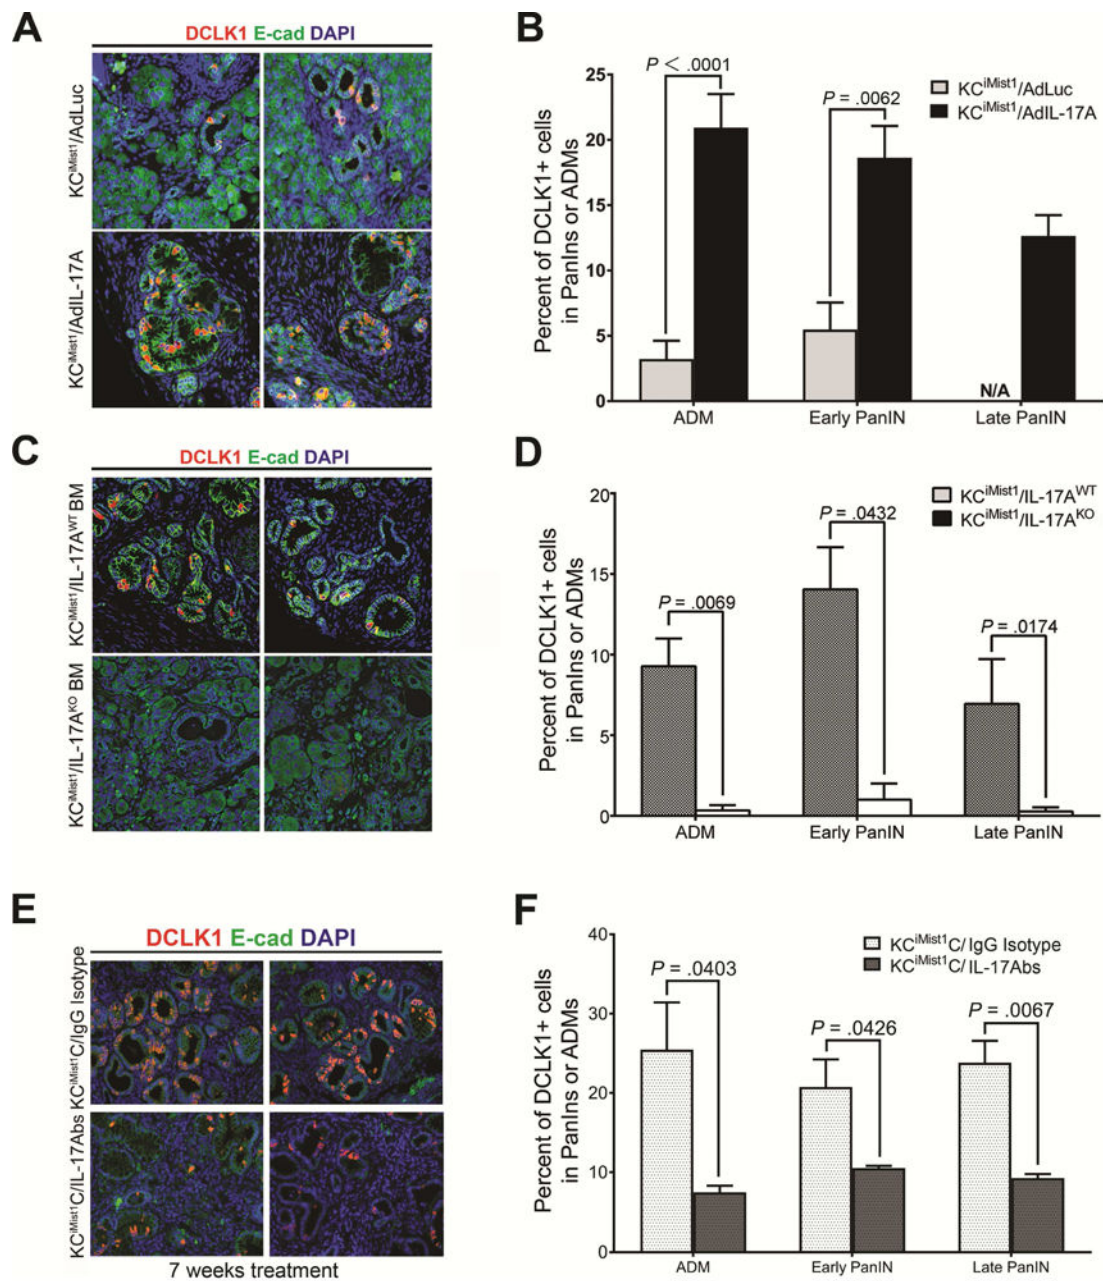 A
DCLK1 E-cad DAPI
KCiMist1/AdLuc
KCiMist1/AdIL-17A
B
P < .0001
P = .0062
KCiMist1/AdLuc
KCiMist1/AdIL-17A
Percent of DCLK1+ cells
in PanIns or ADMs
25
20
15
10
5
0
N/A
ADM
Early PanIN
Late PanIN
C
DCLK1 E-cad DAPI
KCiMist1/IL-17AWT BM
KCiMist1/IL-17AKO BM
D
KCiMist1/IL-17AWT
KCiMist1/IL-17AKO
P = .0069
P = .0432
P = .0174
Percent of DCLK1+ cells
in PanIns or ADMs
20
15
10
5
0
ADM
Early PanIN
Late PanIN
E
DCLK1 E-cad DAPI
KCiMist1C/IgG Isotype
KCiMist1C/IL-17Abs
7 weeks treatment
F
KCiMist1C/ IgG Isotype
KCiMist1C/ IL-17Abs
P = .0403
P = .0426
P = .0067
Percent of DCLK1+ cells
in PanIns or ADMs
40
30
20
10
0
ADM
Early PanIN
Late PanIN